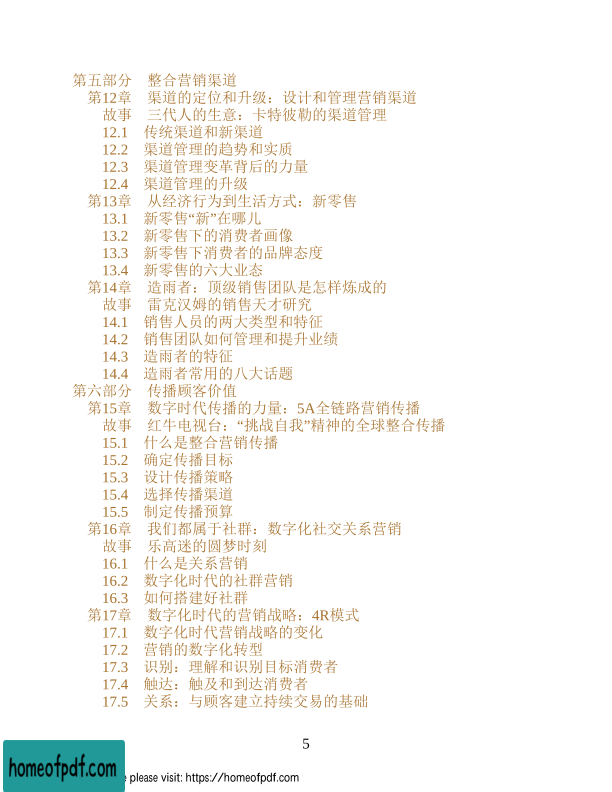 第五部分　整合营销渠道
第12章　渠道的定位和升级：设计和管理营销渠道
故事　三代人的生意：卡特彼勒的渠道管理
12.1　传统渠道和新渠道
12.2　渠道管理的趋势和实质
12.3　渠道管理变革背后的力量
12.4　渠道管理的升级
第13章　从经济行为到生活方式：新零售
13.1　新零售“新”在哪儿
13.2　新零售下的消费者画像
13.3　新零售下消费者的品牌态度
13.4　新零售的六大业态
第14章　造雨者：顶级销售团队是怎样炼成的
故事　雷克汉姆的销售天才研究
14.1　销售人员的两大类型和特征
14.2　销售团队如何管理和提升业绩
14.3　造雨者的特征
14.4　造雨者常用的八大话题
第六部分　传播顾客价值
第15章　数字时代传播的力量：5A全链路营销传播
故事　红牛电视台：“挑战自我”精神的全球整合传播
15.1　什么是整合营销传播
15.2　确定传播目标
15.3　设计传播策略
15.4　选择传播渠道
15.5　制定传播预算
第16章　我们都属于社群：数字化社交关系营销
故事　乐高迷的圆梦时刻
16.1　什么是关系营销
16.2　数字化时代的社群营销
16.3　如何搭建好社群
第17章　数字化时代的营销战略：4R模式
17.1　数字化时代营销战略的变化
17.2　营销的数字化转型
17.3　识别：理解和识别目标消费者
17.4　触达：触及和到达消费者
17.5　关系：与顾客建立持续交易的基础
5
homeofpdf.com
please visit: https://homeofpdf.com